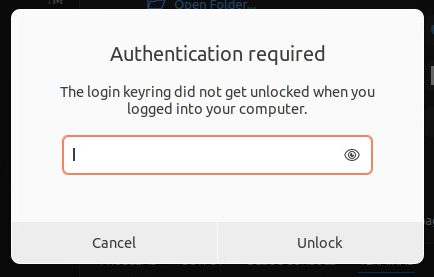 Open Folder...
Authentication required
The login keyring did not get unlocked when you
logged into your computer.
Cancel
Unlock